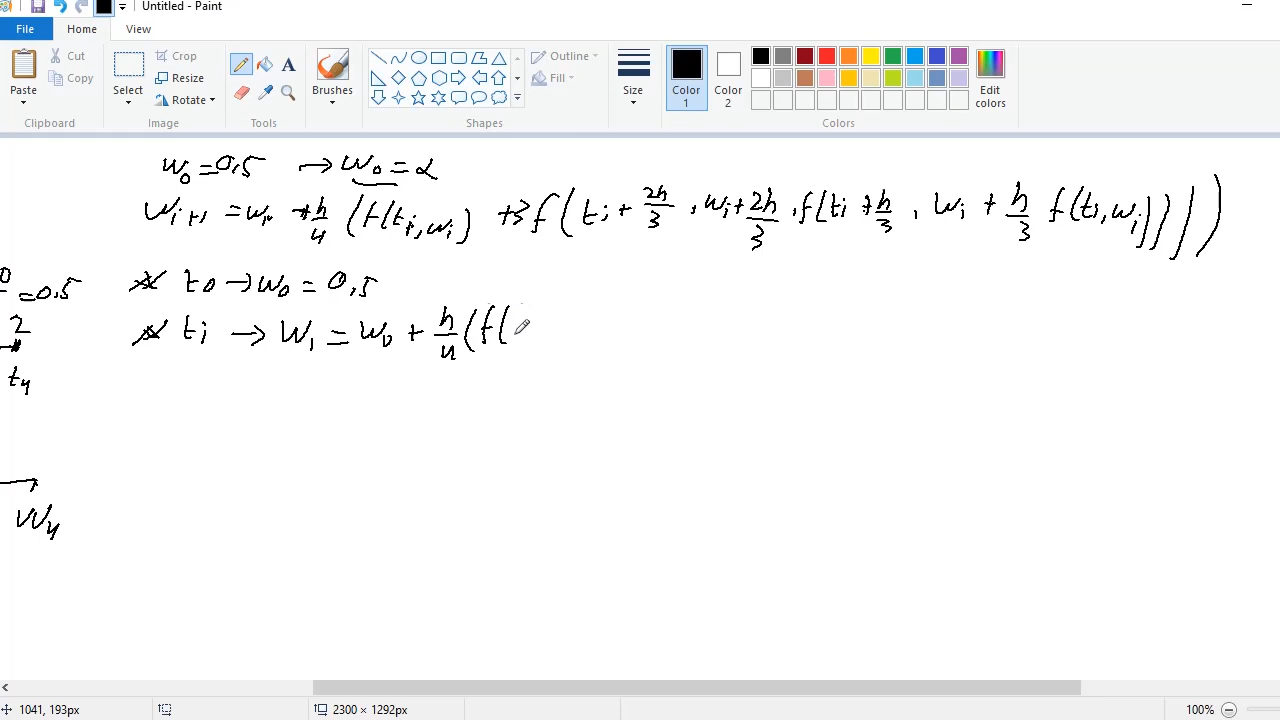 Untitled - Paint
File Home View
Paste Cut Copy Clipboard
Select Crop Resize Rotate Image
Tools
Brushes
Shapes Outline Fill
Size
Color 1 Color 2 Edit colors Colors
w₀ = 0,5 → w₀ = α
wᵢ₊₁ = wᵢ + h/4 (f(tᵢ, wᵢ) + 3f(tᵢ + 2h/3, wᵢ + 2h/3 . f(tᵢ + h/3, wᵢ + h/3 f(tᵢ, wᵢ))))
0
= 0,5 t₀ → w₀ = 0,5
2
tᵢ → w₁ = w₀ + h/4 (f(
t₄
w₄
1041, 193px 2300 × 1292px 100%